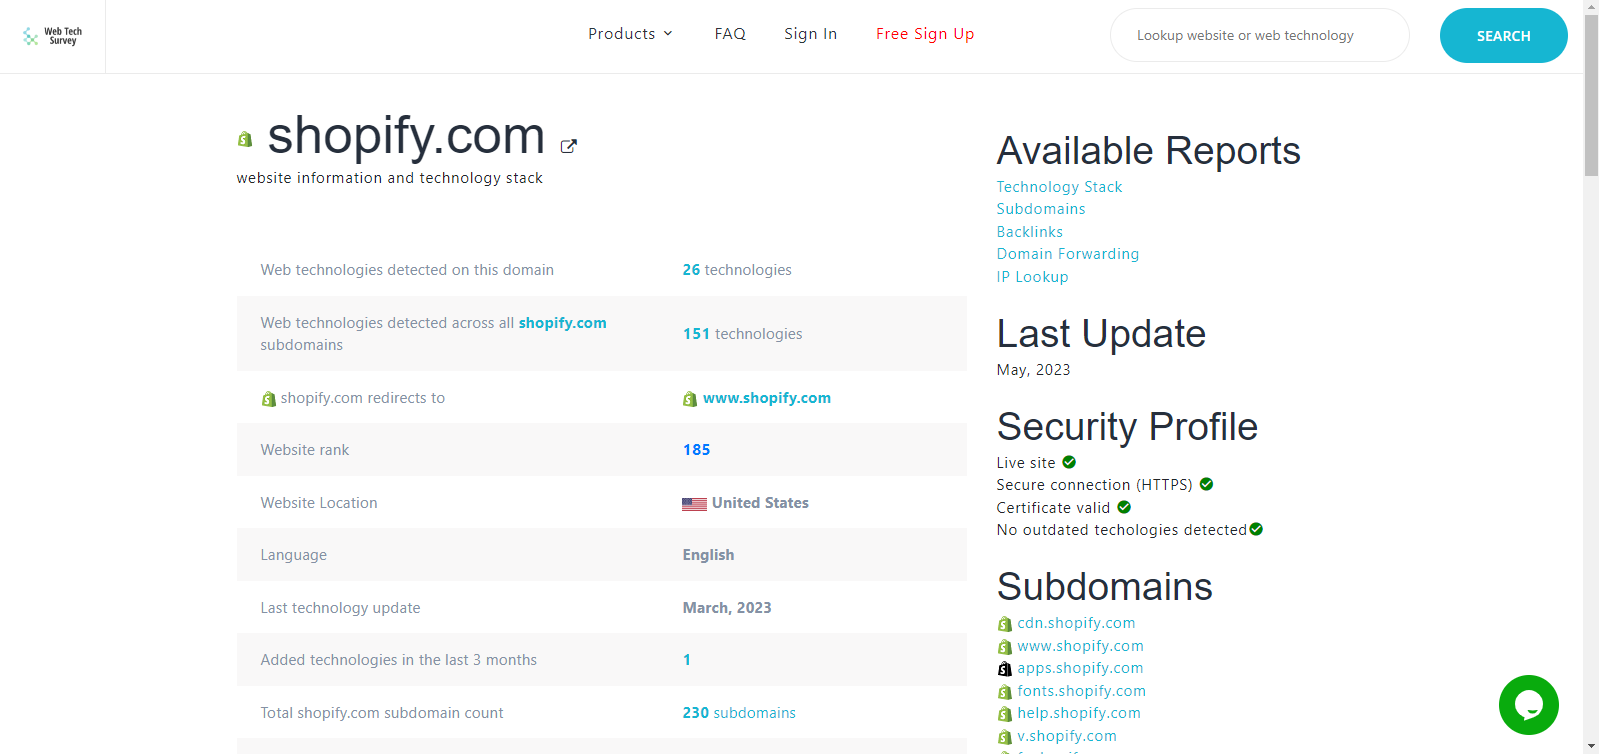 Web Tech
Survey
Products
FAQ
Sign In
Free Sign Up
Lookup website or web technology
SEARCH
shopify.com
website information and technology stack
Web technologies detected on this domain
26 technologies
Web technologies detected across all shopify.com
subdomains
151 technologies
shopify.com redirects to
www.shopify.com
Website rank
185
Website Location
United States
Language
English
Last technology update
March, 2023
Added technologies in the last 3 months
1
Total shopify.com subdomain count
230 subdomains
Available Reports
Technology Stack
Subdomains
Backlinks
Domain Forwarding
IP Lookup
Last Update
May, 2023
Security Profile
Live site
Secure connection (HTTPS)
Certificate valid
No outdated techologies detected
Subdomains
cdn.shopify.com
www.shopify.com
apps.shopify.com
fonts.shopify.com
help.shopify.com
v.shopify.com